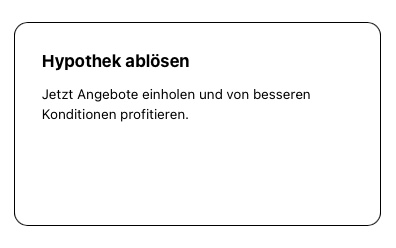 Hypothek ablösen
Jetzt Angebote einholen und von besseren
Konditionen profitieren.